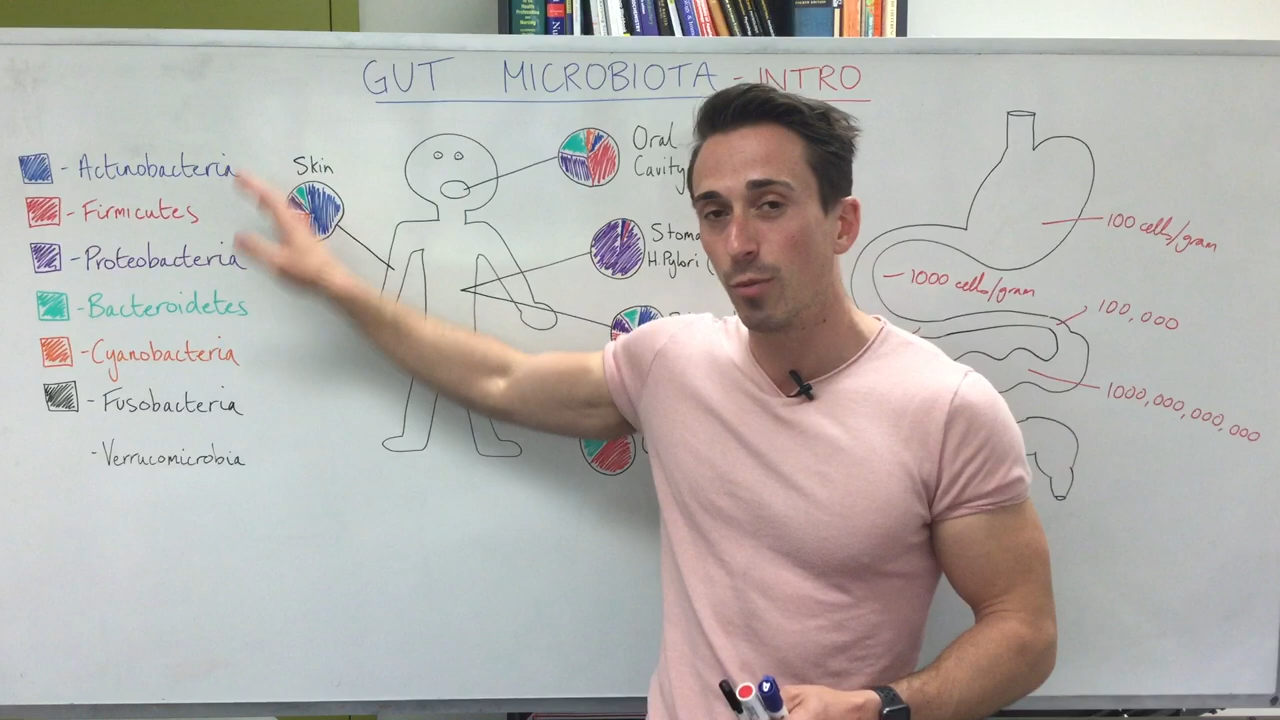 GUT MICROBIOTA - INTRO
- Actinobacteria
- Firmicutes
- Proteobacteria
- Bacteroidetes
- Cyanobacteria
- Fusobacteria
- Verrucomicrobia
Skin
Oral
Cavity
Stoma
H.Pylori (
100 cells/gram
1000 cells/gram
100,000
1000,000,000,000